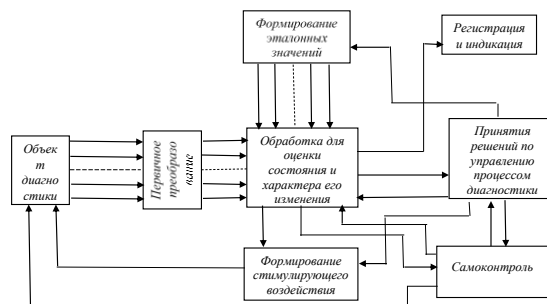 Формирование
эталонных
значений
Регистрация
и индикация
Объек
т
диагно
стики
Первичное
преобразо
вание
Обработка для
оценки
состояния и
характера его
изменения
Принятия
решений по
управлению
процессом
диагностики
Формирование
стимулирующего
воздействия
Самоконтроль